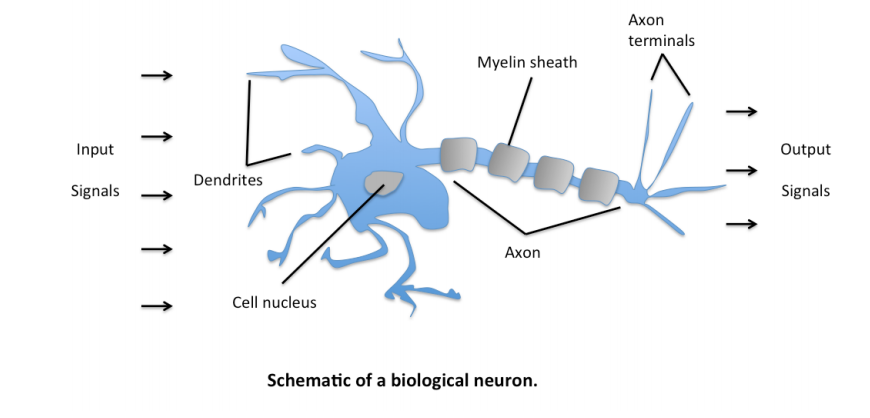 Axon
terminals
Myelin sheath
Input
Signals
Dendrites
Output
Signals
Axon
Cell nucleus
Schematic of a biological neuron.